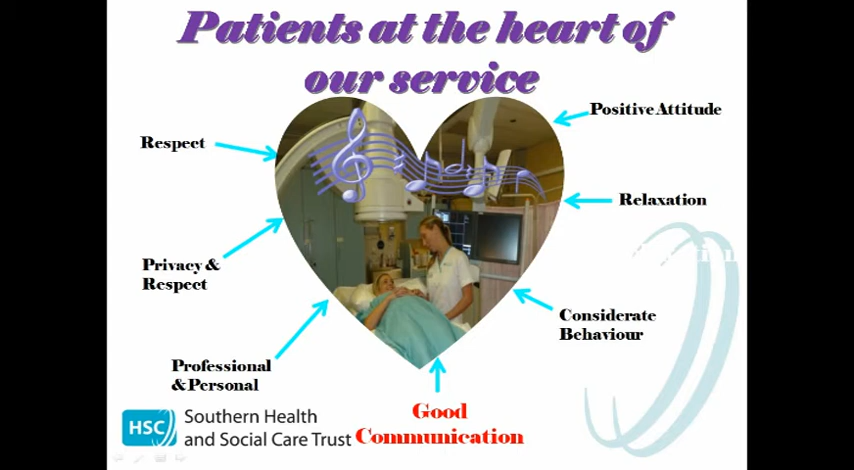 Patients at the heart of
our service
Positive Attitude
Respect
Relaxation
Privacy &
Respect
Considerate
Behaviour
Professional
& Personal
Good
Communication
HSC
Southern Health
and Social Care Trust